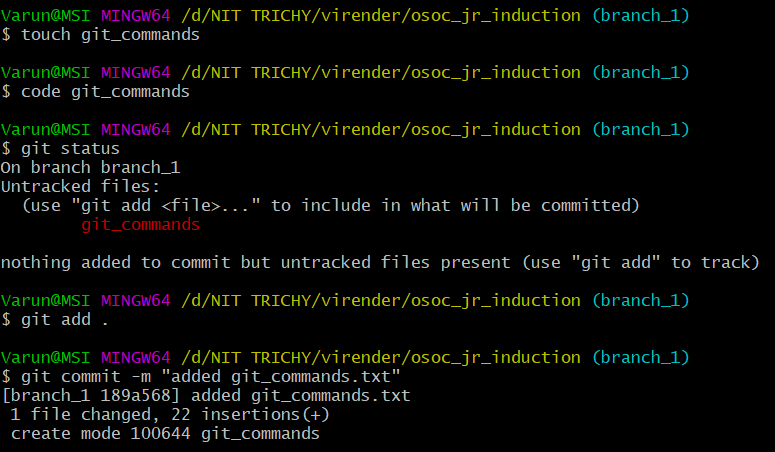 Varun@MSI MINGW64 /d/NIT TRICHY/virender/osoc_jr_induction (branch_1)
$ touch git_commands
Varun@MSI MINGW64 /d/NIT TRICHY/virender/osoc_jr_induction (branch_1)
$ code git_commands
Varun@MSI MINGW64 /d/NIT TRICHY/virender/osoc_jr_induction (branch_1)
$ git status
On branch branch_1
Untracked files:
  (use "git add <file>..." to include in what will be committed)
        git_commands
nothing added to commit but untracked files present (use "git add" to track)
Varun@MSI MINGW64 /d/NIT TRICHY/virender/osoc_jr_induction (branch_1)
$ git add .
Varun@MSI MINGW64 /d/NIT TRICHY/virender/osoc_jr_induction (branch_1)
$ git commit -m "added git_commands.txt"
[branch_1 189a568] added git_commands.txt
 1 file changed, 22 insertions(+)
 create mode 100644 git_commands